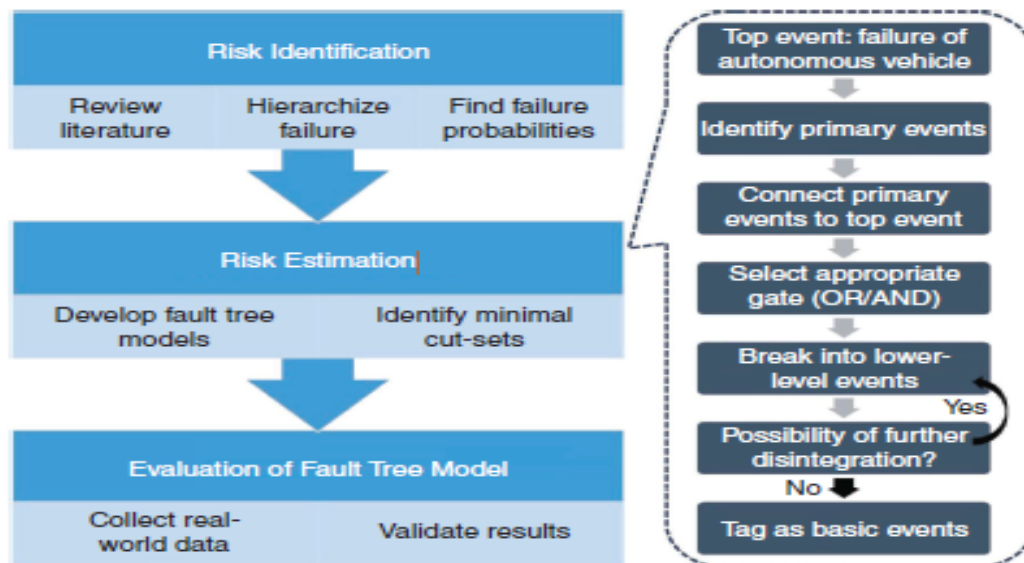 Risk Identification
Review
literature
Hierarchize
failure
Find failure
probabilities
Risk Estimation
Develop fault tree
models
Identify minimal
cut-sets
Evaluation of Fault Tree Model
Collect real-
world data
Validate results
Top event: failure of
autonomous vehicle
Identify primary events
Connect primary
events to top event
Select appropriate
gate (OR/AND)
Break into lower-
level events
Yes
Possibility of further
disintegration?
No
Tag as basic events